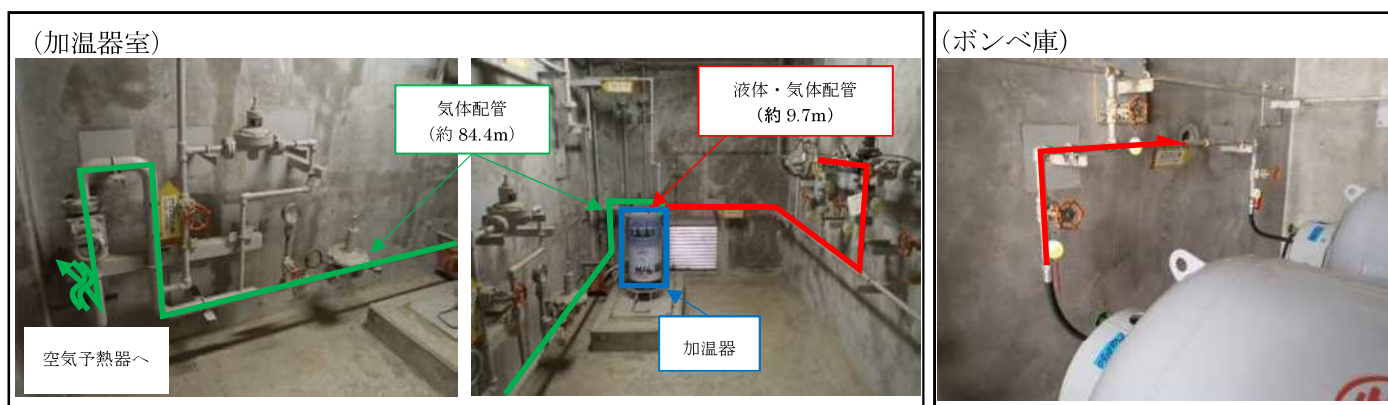 (加温器室)
気体配管
(約 84.4m)
液体・気体配管
(約 9.7m)
空気予熱器へ
加温器
(ボンベ庫)